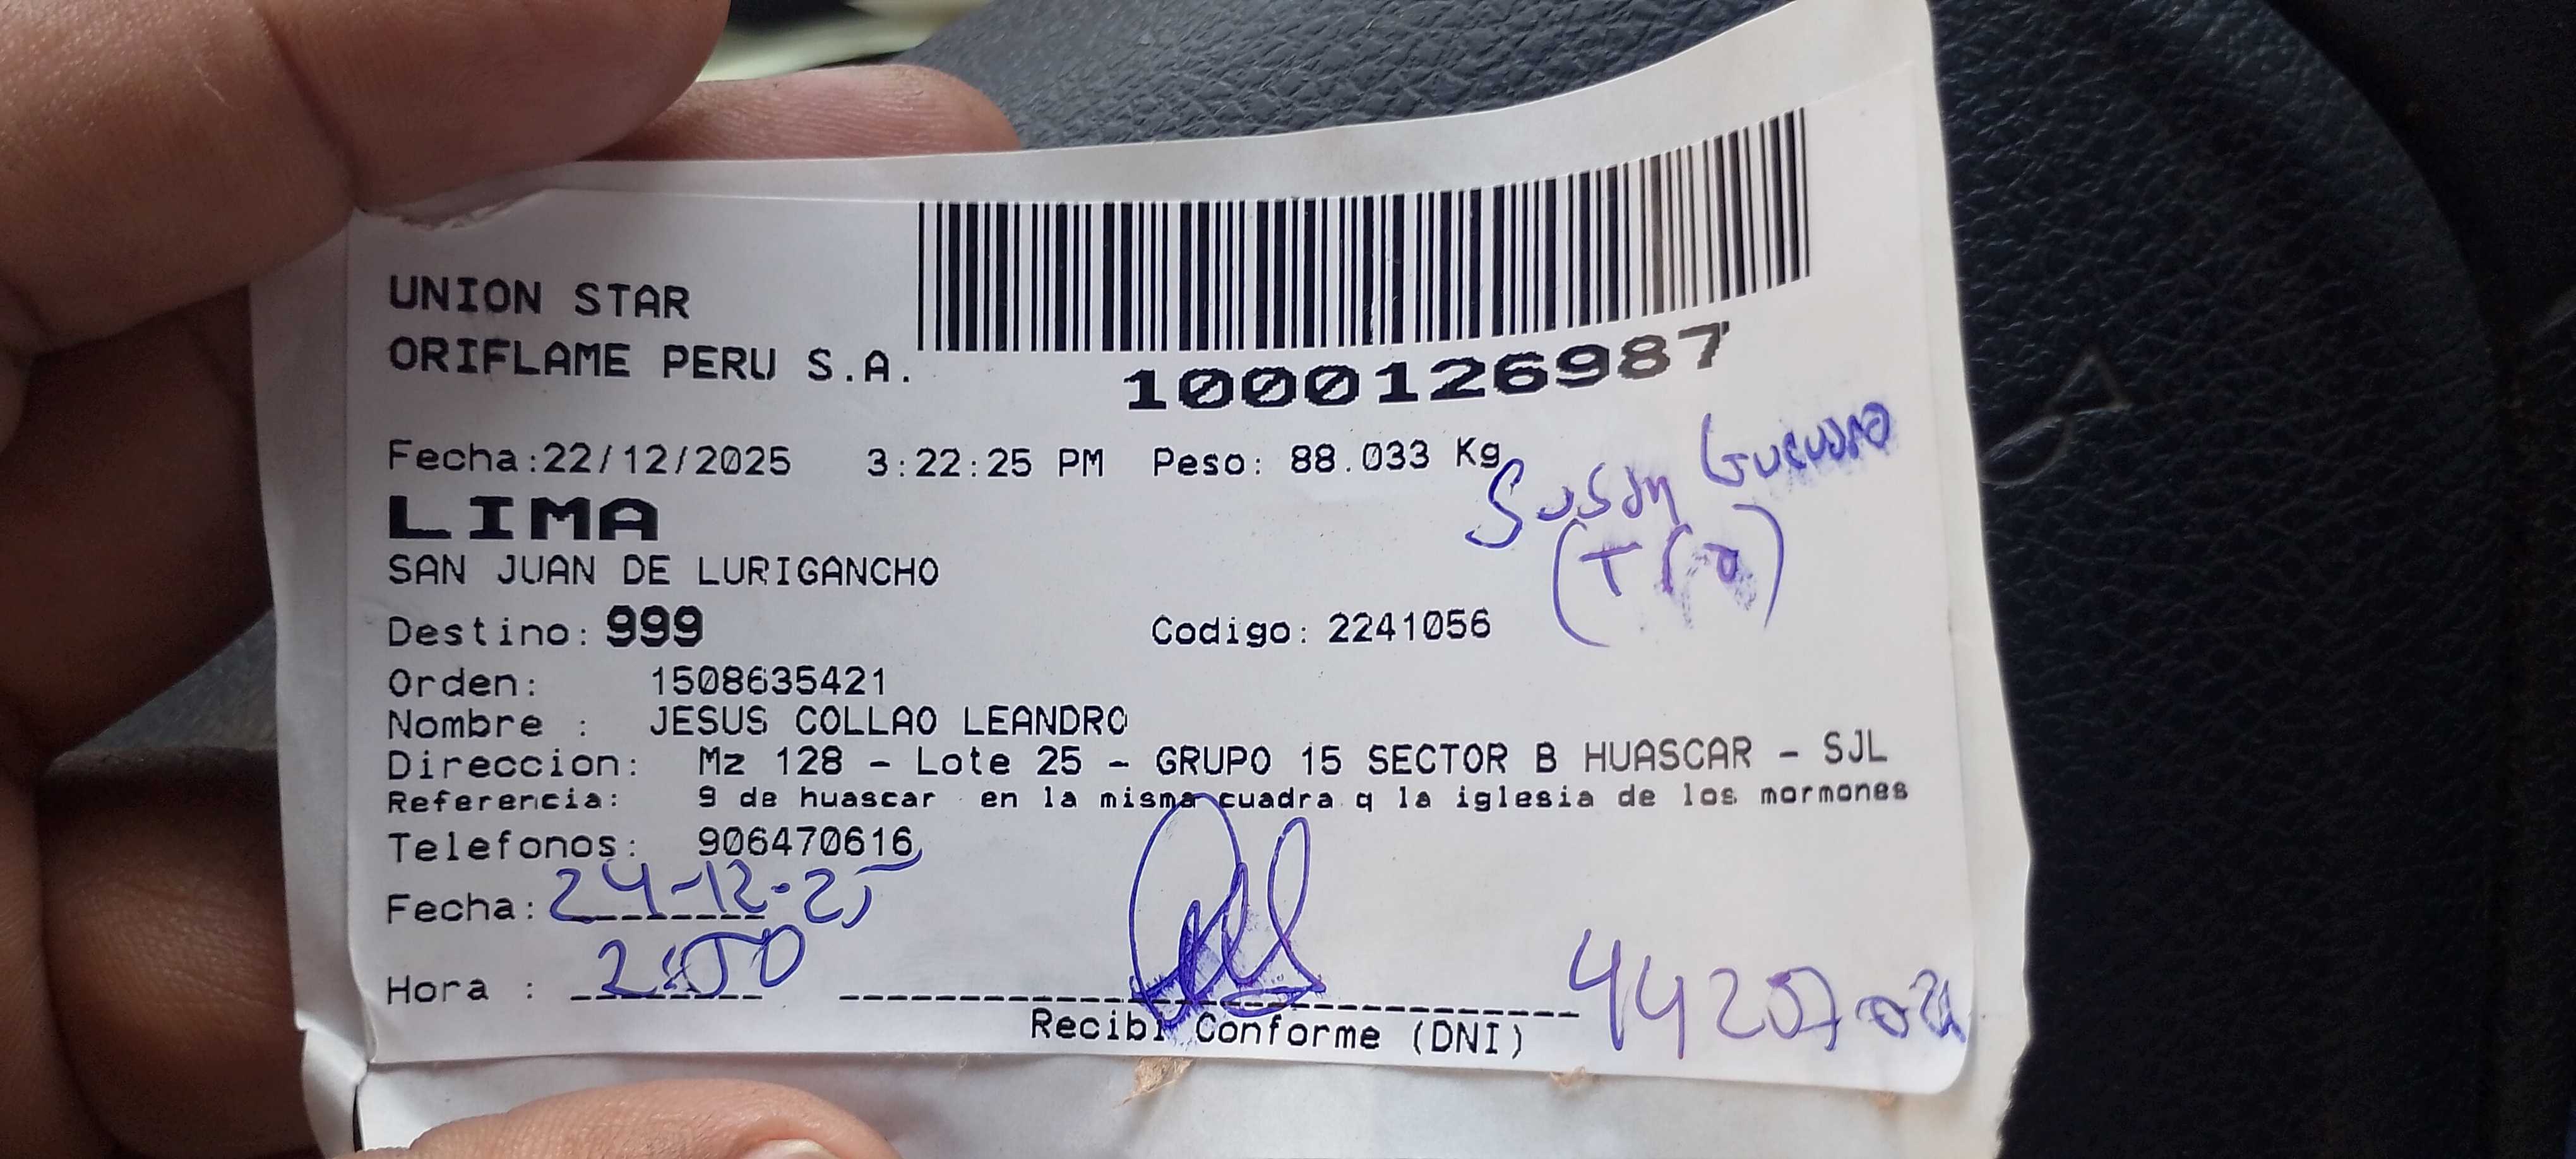 UNION STAR
ORIFLAME PERU S.A.
1000126987
Fecha:22/12/2025 3:22:25 PM Peso: 88.033 Kg
LIMA
Susan
SAN JUAN DE LURIGANCHO
Destino: 999 Codigo: 2241056
Orden: 1508635421
Nombre : JESUS COLLAO LEANDRO
Direccion: Mz 128 - Lote 25 - GRUPO 15 SECTOR B HUASCAR - SJL
Referencia: 9 de huascar en la misma cuadra q la iglesia de los mormones
Telefonos: 906470616
Fecha: 24-12-25
Hora : 2:50
Recibi Conforme (DNI)